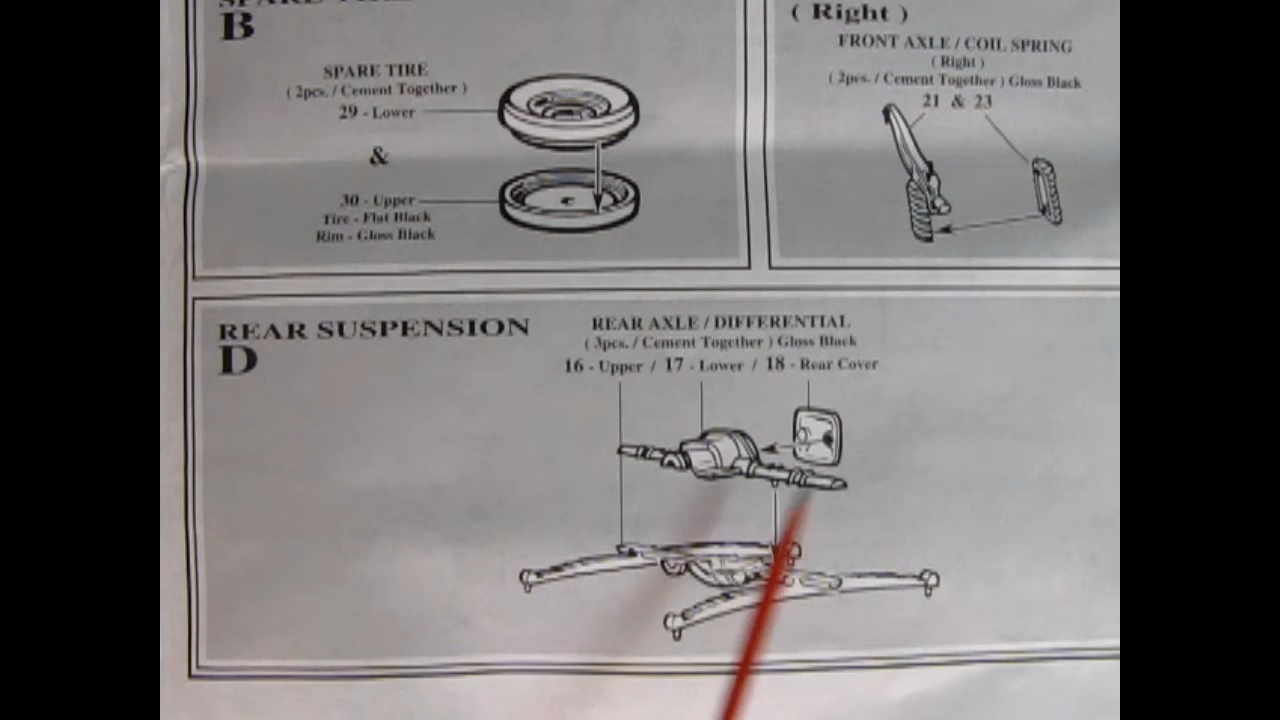 SPARE TIRE
B
SPARE TIRE
( 2pcs. / Cement Together )
29 - Lower
&
30 - Upper
Tire - Flat Black
Rim - Gloss Black
( Right )
FRONT AXLE / COIL SPRING
( Right )
( 2pcs. / Cement Together ) Gloss Black
21 & 23
REAR SUSPENSION
D
REAR AXLE / DIFFERENTIAL
( 3pcs. / Cement Together ) Gloss Black
16 - Upper / 17 - Lower / 18 - Rear Cover